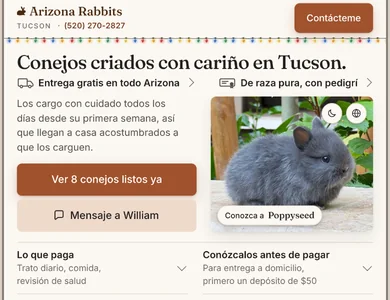 Arizona Rabbits
TUCSON · (520) 270-2827
Contácteme
Conejos criados con cariño en Tucson.
Entrega gratis en todo Arizona
De raza pura, con pedigrí
Los cargo con cuidado todos los
días desde su primera semana, así
que llegan a casa acostumbrados a
que los carguen.
Ver 8 conejos listos ya
Mensaje a William
Conozca a Poppyseed
Lo que paga
Trato diario, comida,
revisión de salud
Conózcalos antes de pagar
Para entrega a domicilio,
primero un depósito de $50